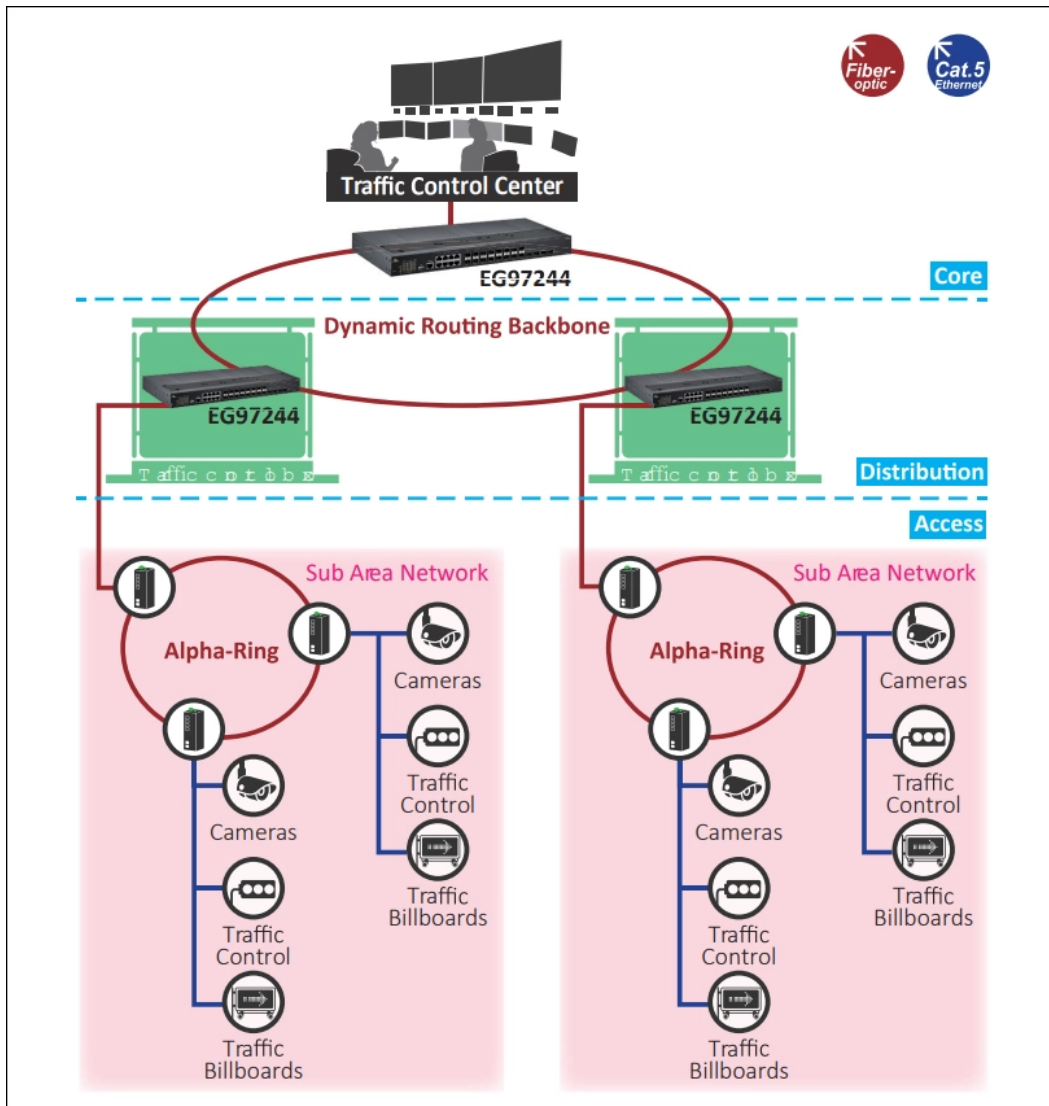 Fiber-
optic
Cat.5
Ethernet
Traffic Control Center
EG97244
Core
Dynamic Routing Backbone
EG97244
EG97244
Distribution
Access
Sub Area Network
Sub Area Network
Alpha-Ring
Cameras
Traffic
Control
Traffic
Billboards
Cameras
Traffic
Control
Traffic
Billboards
Alpha-Ring
Cameras
Traffic
Control
Traffic
Billboards
Cameras
Traffic
Control
Traffic
Billboards